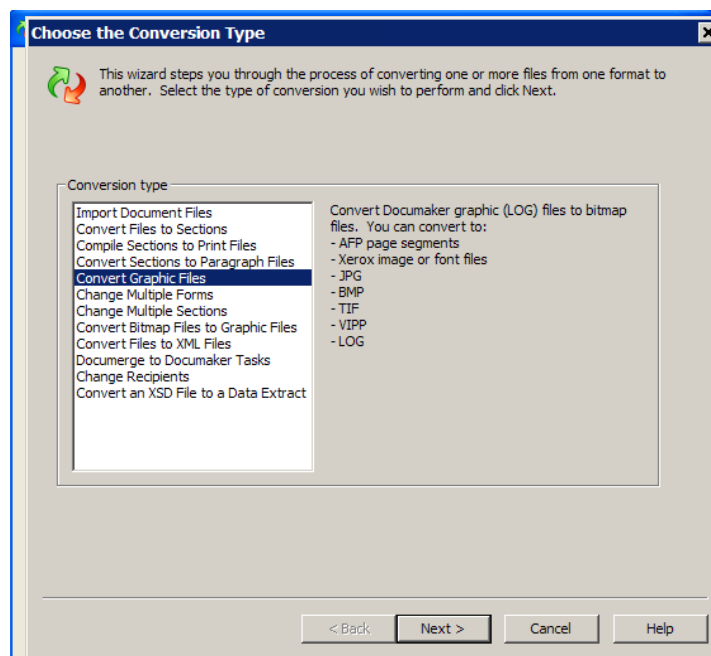 Choose the Conversion Type
This wizard steps you through the process of converting one or more files from one format to
another.  Select the type of conversion you wish to perform and click Next.
Conversion type
Import Document Files
Convert Files to Sections
Compile Sections to Print Files
Convert Sections to Paragraph Files
Convert Graphic Files
Change Multiple Forms
Change Multiple Sections
Convert Bitmap Files to Graphic Files
Convert Files to XML Files
Documerge to Documaker Tasks
Change Recipients
Convert an XSD File to a Data Extract
Convert Documaker graphic (LOG) files to bitmap
files.  You can convert to:
- AFP page segments
- Xerox image or font files
- JPG
- BMP
- TIF
- VIPP
- LOG
< Back
Next >
Cancel
Help